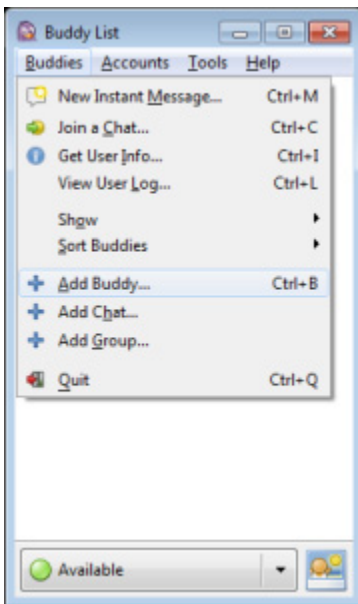 Buddy List
Buddies Accounts Tools Help
New Instant Message... Ctrl+M
Join a Chat... Ctrl+C
Get User Info... Ctrl+I
View User Log... Ctrl+L
Show
Sort Buddies
Add Buddy... Ctrl+B
Add Chat...
Add Group...
Quit Ctrl+Q
Available